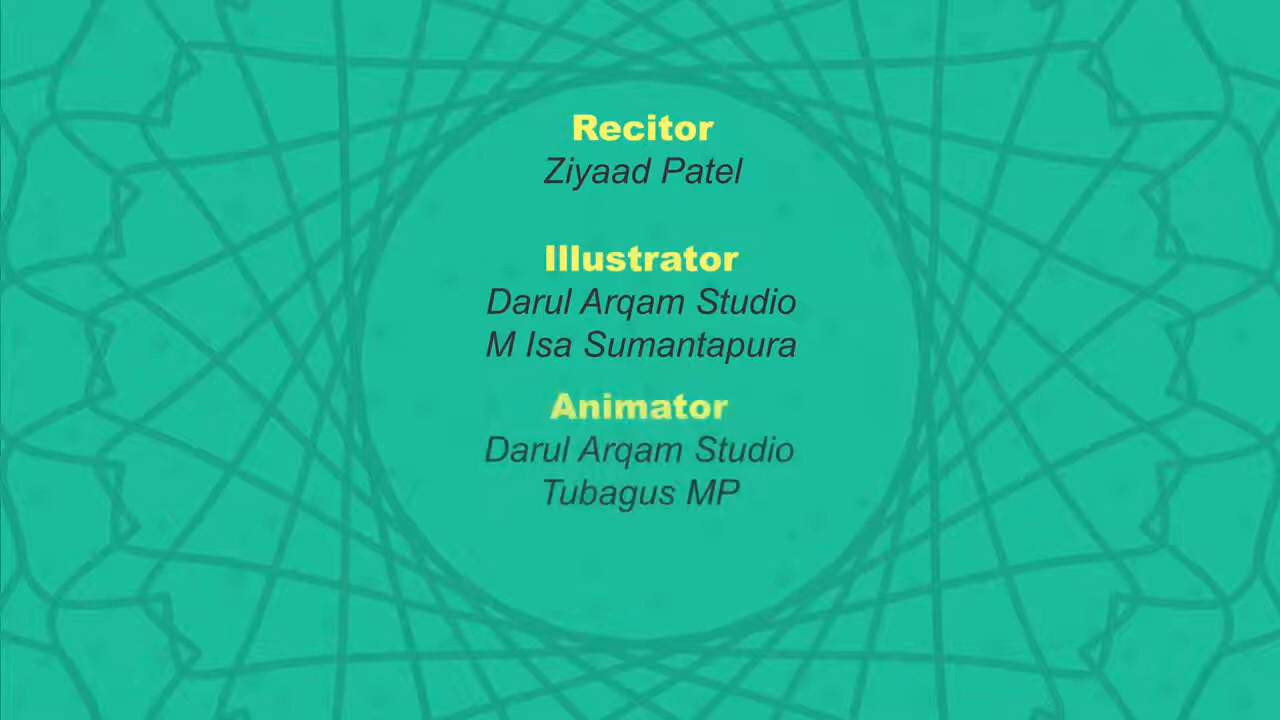 Recitor
Ziyaad Patel
Illustrator
Darul Arqam Studio
M Isa Sumantapura
Animator
Darul Arqam Studio
Tubagus MP